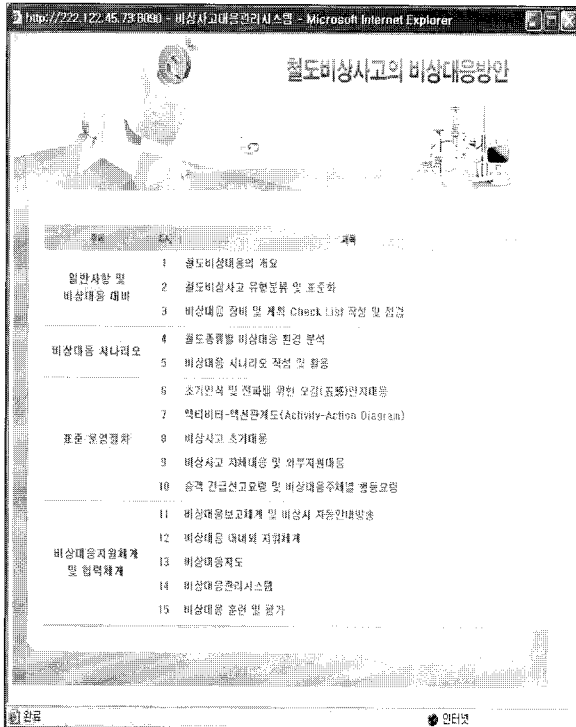 http://222.122.45.73:8090 - 비상사고대응관리시스템 - Microsoft Internet Explorer
철도비상사고의 비상대응방안
제목
일반사항 및
비상대응 대비
1 철도비상대응의 개요
2 철도비상사고 유형분류 및 표준화
3 비상대응 장비 및 계획 Check List 작성 및 점검
비상대응 시나리오
4 철도종류별 비상대응 환경 분석
5 비상대응 시나리오 작성 및 활용
표준 운영절차
6 초기인식 및 전파를 위한 오감(五感)인지대응
7 액티비티-액션관계도(Activity-Action Diagram)
8 비상사고 초기대응
9 비상사고 자체대응 및 외부지원대응
10 승객 긴급신고요령 및 비상대응주체별 행동요령
비상대응지원체계
및 협력체계
11 비상대응보고체계 및 비상시 자동안내방송
12 비상대응 대내외 지휘체계
13 비상대응지도
14 비상대응관리시스템
15 비상대응 훈련 및 평가
완료
인터넷